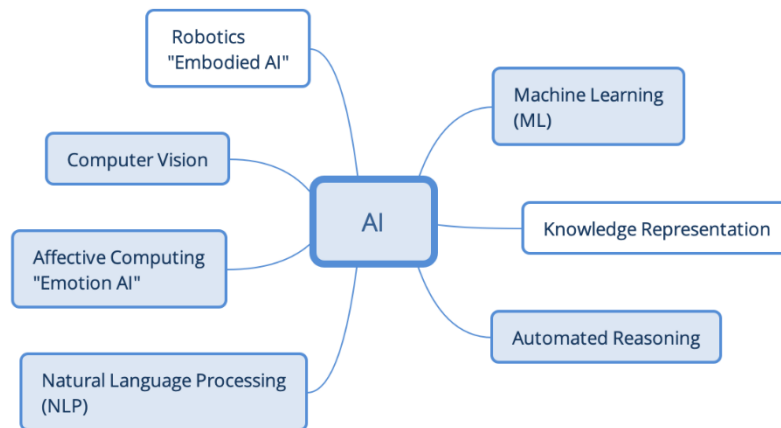 Robotics
"Embodied AI"
Machine Learning
(ML)
Computer Vision
AI
Knowledge Representation
Affective Computing
"Emotion AI"
Automated Reasoning
Natural Language Processing
(NLP)